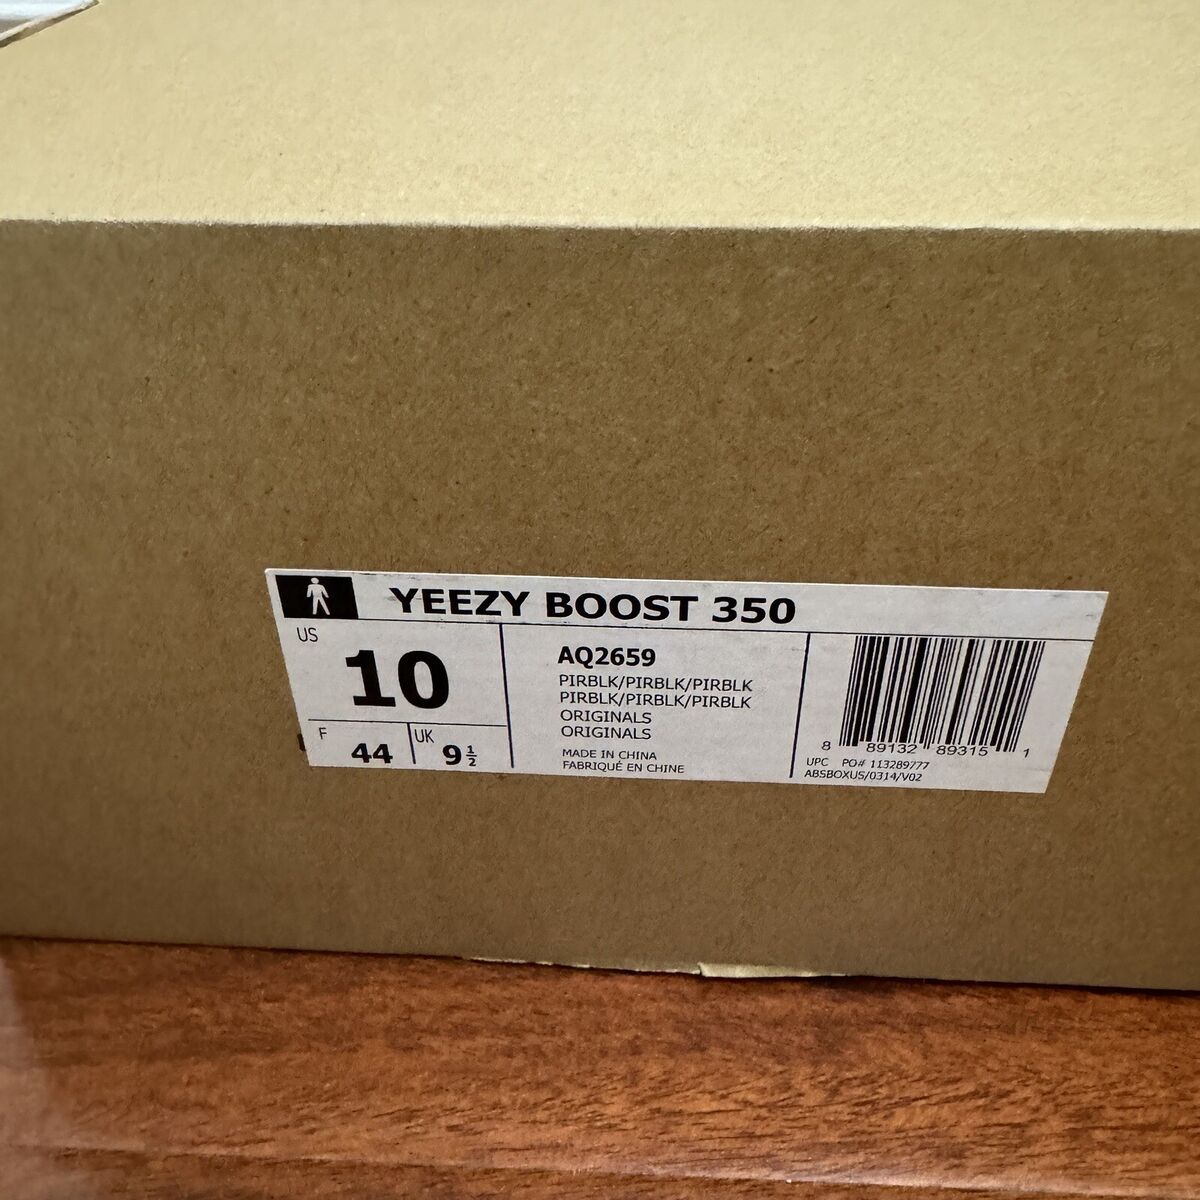 YEEZY BOOST 350
US
10
F
44
UK
9 1/2
AQ2659
PIRBLK/PIRBLK/PIRBLK
PIRBLK/PIRBLK/PIRBLK
ORIGINALS
ORIGINALS
MADE IN CHINA
FABRIQUÉ EN CHINE
8 89132 89315 1
UPC PO# 113289777
ABSBOXUS/0314/V02